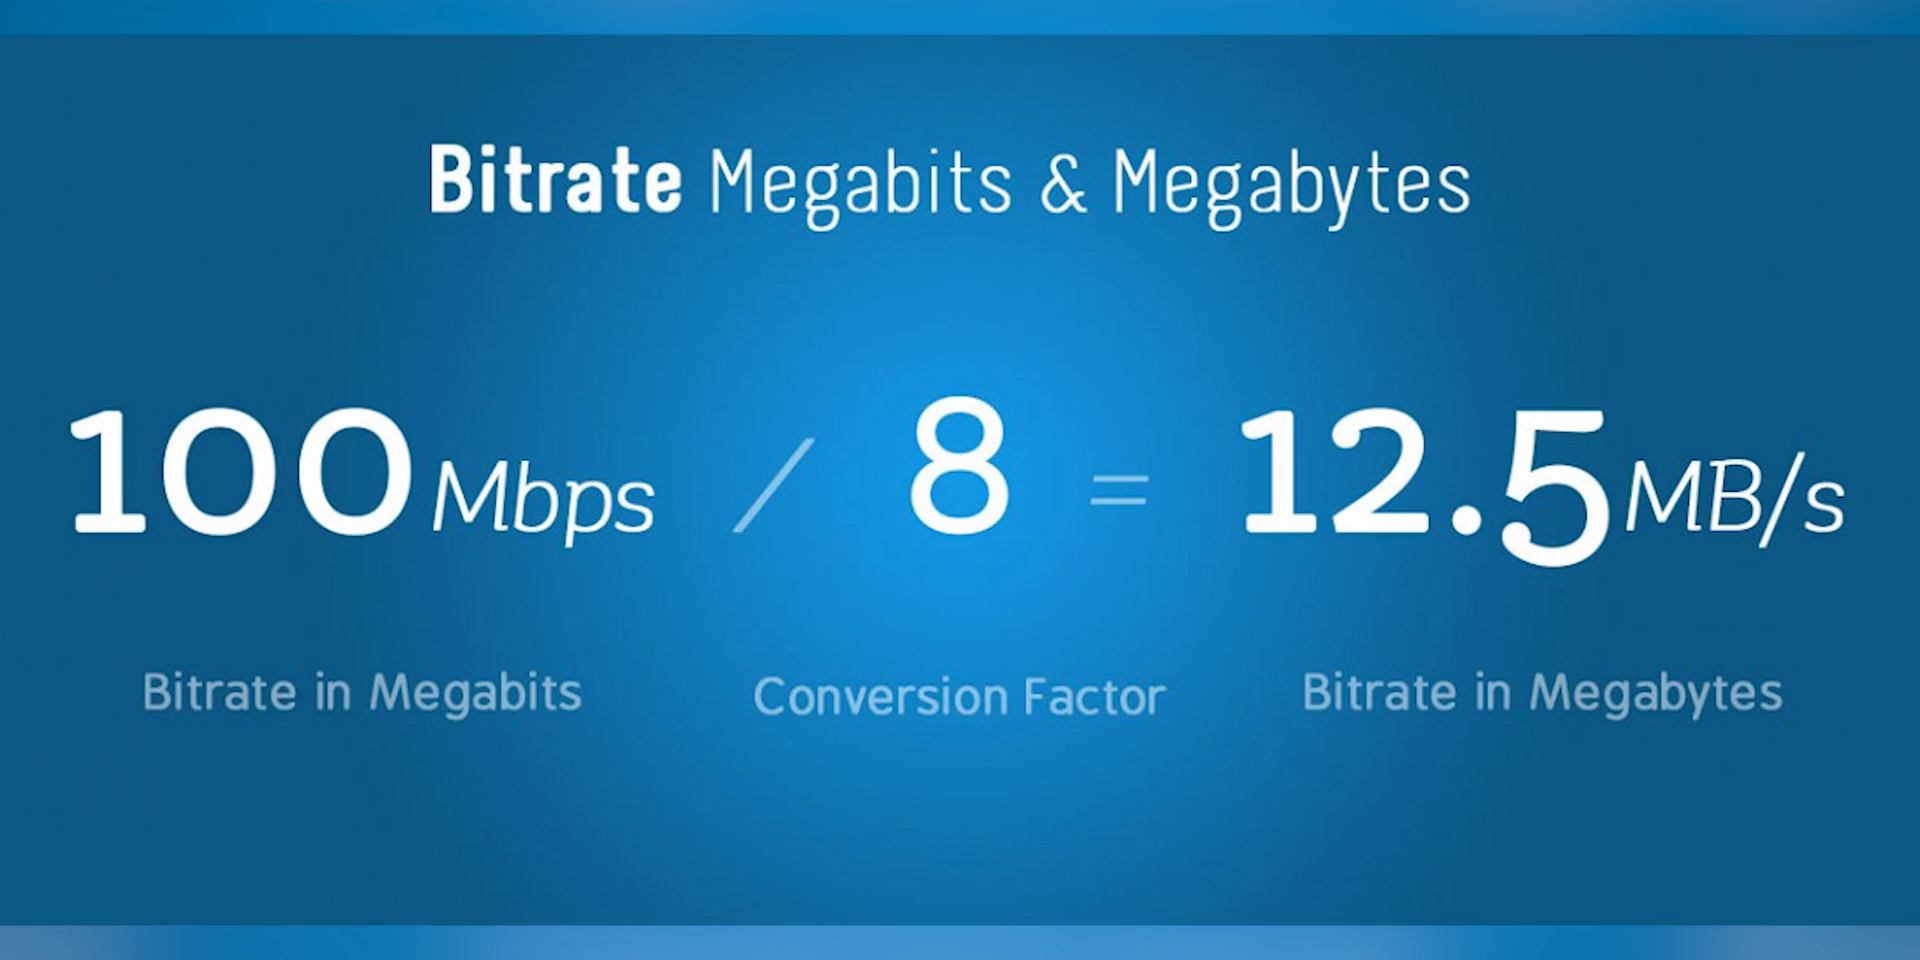 Bitrate Megabits & Megabytes
100 Mbps / 8 = 12.5 MB/s
Bitrate in Megabits Conversion Factor Bitrate in Megabytes